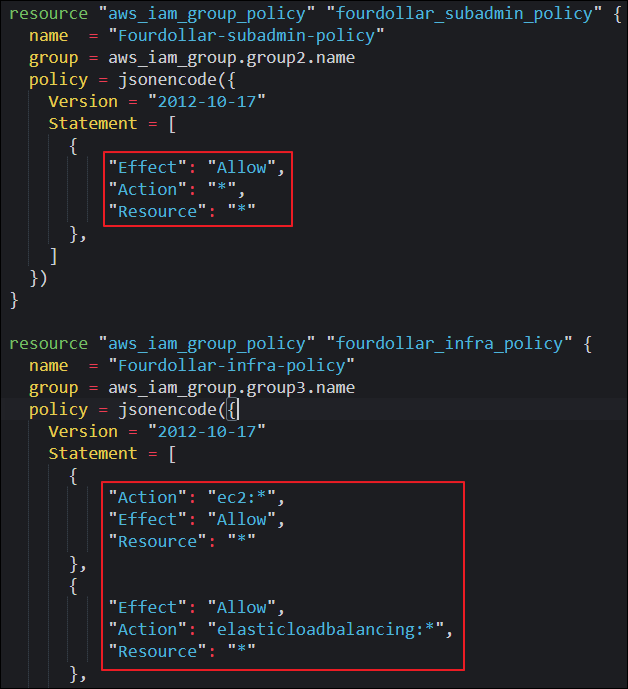 resource "aws_iam_group_policy" "fourdollar_subadmin_policy" {
  name  = "Fourdollar-subadmin-policy"
  group = aws_iam_group.group2.name
  policy = jsonencode({
    Version = "2012-10-17"
    Statement = [
      {
          "Effect": "Allow",
          "Action": "*",
          "Resource": "*"
      },
    ]
  })
}

resource "aws_iam_group_policy" "fourdollar_infra_policy" {
  name  = "Fourdollar-infra-policy"
  group = aws_iam_group.group3.name
  policy = jsonencode({
    Version = "2012-10-17"
    Statement = [
      {
          "Action": "ec2:*",
          "Effect": "Allow",
          "Resource": "*"
      },
      {
          "Effect": "Allow",
          "Action": "elasticloadbalancing:*",
          "Resource": "*"
      },